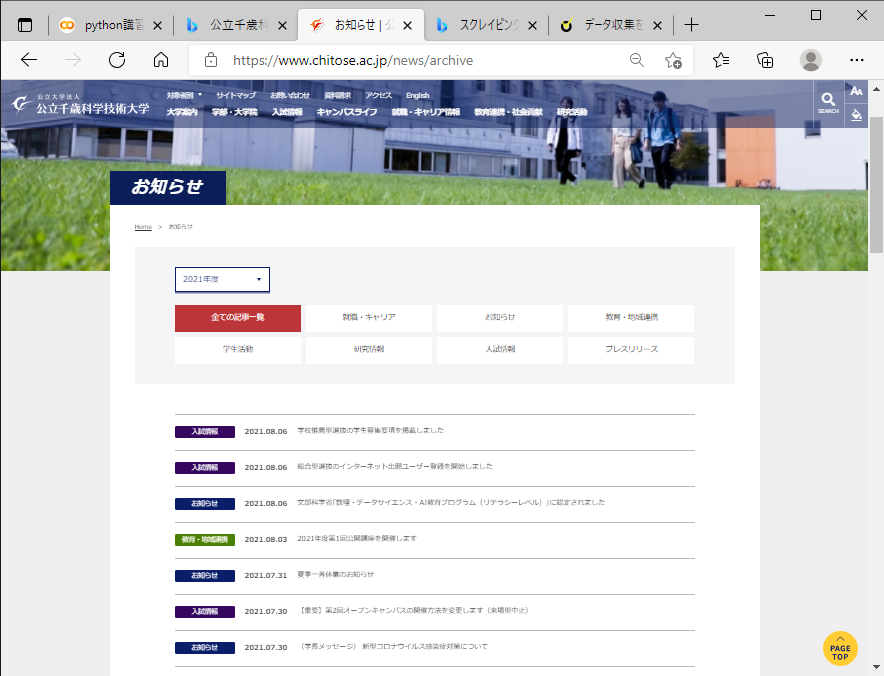 python講習
公立千歳科
お知らせ | 公
スクレイピング
データ収集を
https://www.chitose.ac.jp/news/archive
公立大学法人
公立千歳科学技術大学
対象者別 サイトマップ お問い合わせ 資料請求 アクセス English
大学案内 学部・大学院 入試情報 キャンパスライフ 就職・キャリア情報 教育連携・社会貢献 研究活動
SEARCH
AA
お知らせ
Home > お知らせ
2021年度
全ての記事一覧 就職・キャリア お知らせ 教育・地域連携
学生活動 研究情報 入試情報 プレスリリース
入試情報 2021.08.06 学校推薦型選抜の学生募集要項を掲載しました
入試情報 2021.08.06 総合型選抜のインターネット出願ユーザー登録を開始しました
お知らせ 2021.08.06 文部科学省「数理・データサイエンス・AI教育プログラム（リテラシーレベル）」に認定されました
教育・地域連携 2021.08.03 2021年度第1回公開講座を開催します
お知らせ 2021.07.31 夏季一斉休業のお知らせ
入試情報 2021.07.30 【重要】第2回オープンキャンパスの開催方法を変更します（来場型中止）
お知らせ 2021.07.30 （学長メッセージ） 新型コロナウイルス感染症対策について
PAGE
TOP